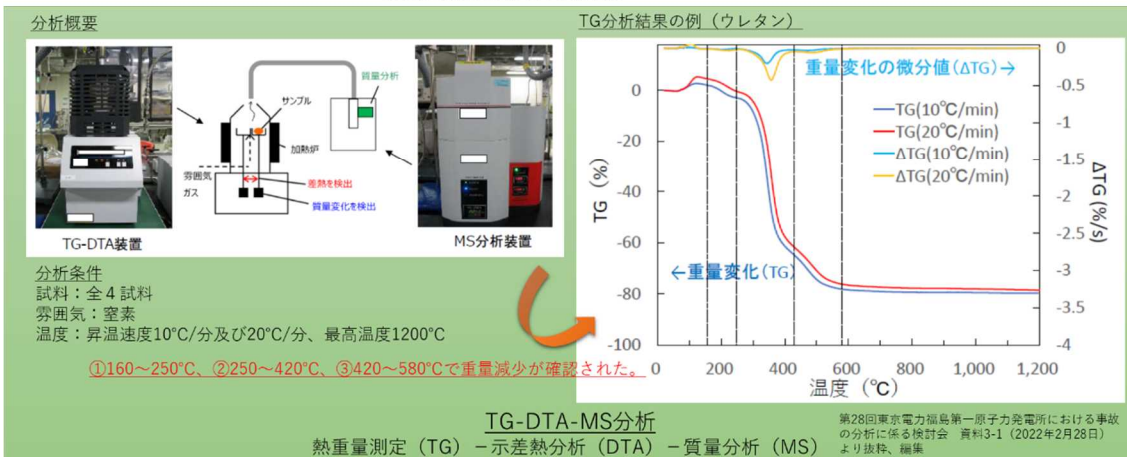 分析概要
質量分析
サンプル
加熱炉
雰囲気
ガス
差熱を検出
質量変化を検出
TG-DTA装置
MS分析装置
分析条件
試料：全４試料
雰囲気：窒素
温度：昇温速度10℃/分及び20℃/分、最高温度1200℃
①160～250℃、②250～420℃、③420～580℃で重量減少が確認された。
TG分析結果の例（ウレタン）
重量変化の微分値(ΔTG)→
TG(10℃/min)
TG(20℃/min)
ΔTG(10℃/min)
ΔTG(20℃/min)
←重量変化(TG)
TG（%）
0
-20
-40
-60
-80
-100
0
-0.5
-1
-1.5
-2
-2.5
-3
-3.5
-4
ΔTG(%/s)
0 200 400 600 800 1,000 1,200
温度（℃）
TG-DTA-MS分析
熱重量測定（TG）－示差熱分析（DTA）－質量分析（MS）
第28回東京電力福島第一原子力発電所における事故
の分析に係る検討会　資料3-1（2022年2月28日）
より抜粋、編集